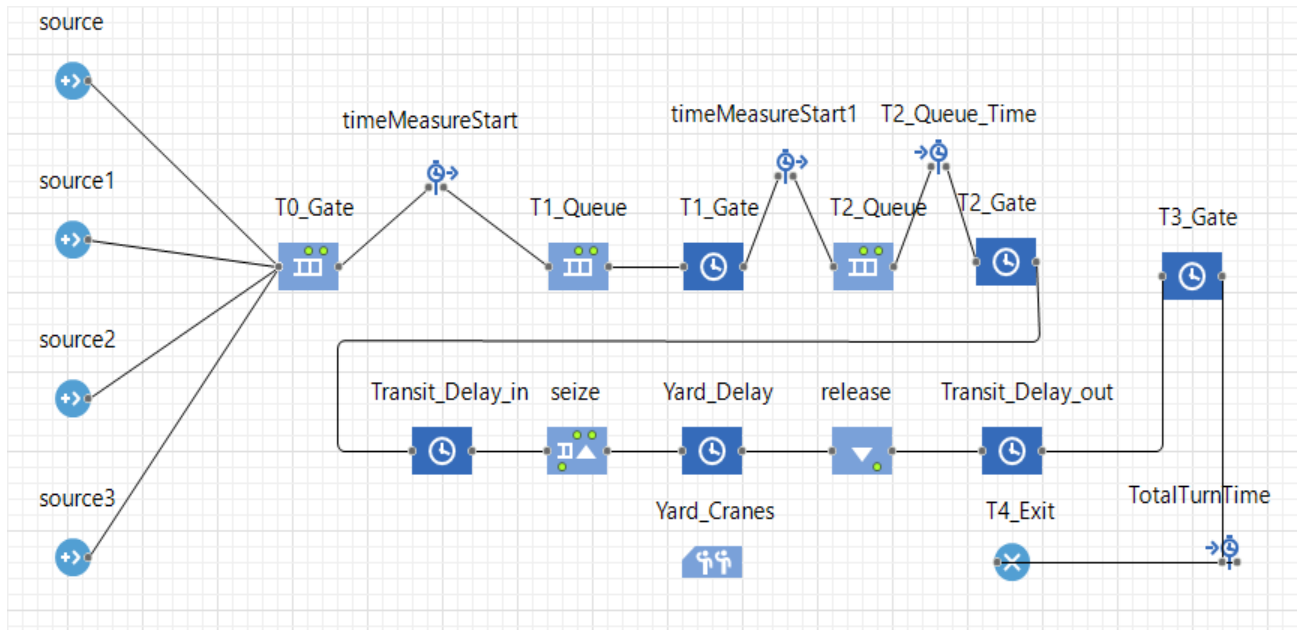 source
timeMeasureStart
timeMeasureStart1
T2_Queue_Time
source1
T0_Gate
T1_Queue
T1_Gate
T2_Queue
T2_Gate
T3_Gate
source2
Transit_Delay_in
seize
Yard_Delay
release
Transit_Delay_out
source3
Yard_Cranes
T4_Exit
TotalTurnTime